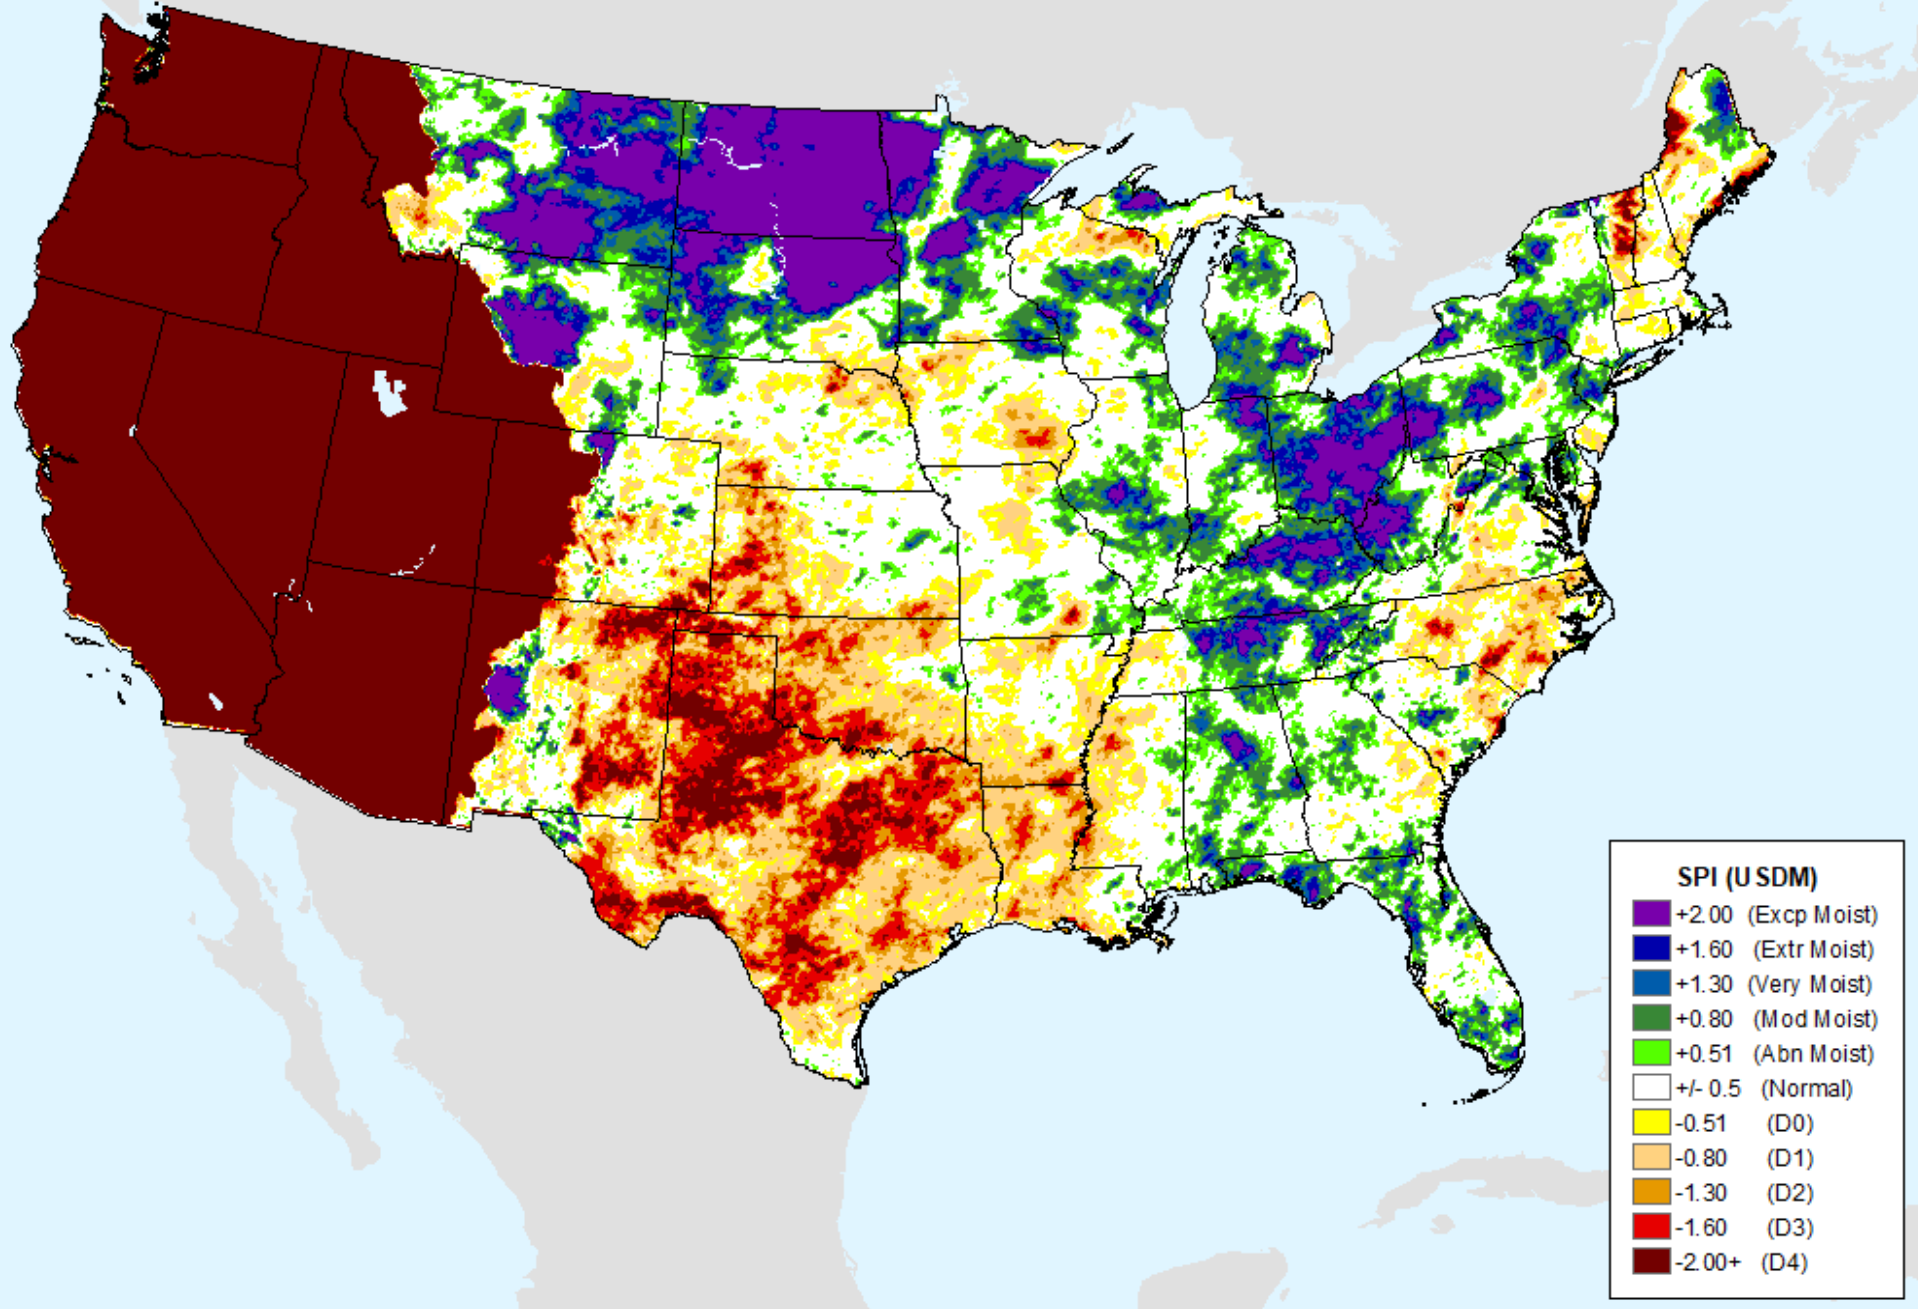 SPI (USDM)
+2.00 (Excp Moist)
+1.60 (Extr Moist)
+1.30 (Very Moist)
+0.80 (Mod Moist)
+0.51 (Abn Moist)
+/- 0.5 (Normal)
-0.51 (D0)
-0.80 (D1)
-1.30 (D2)
-1.60 (D3)
-2.00+ (D4)